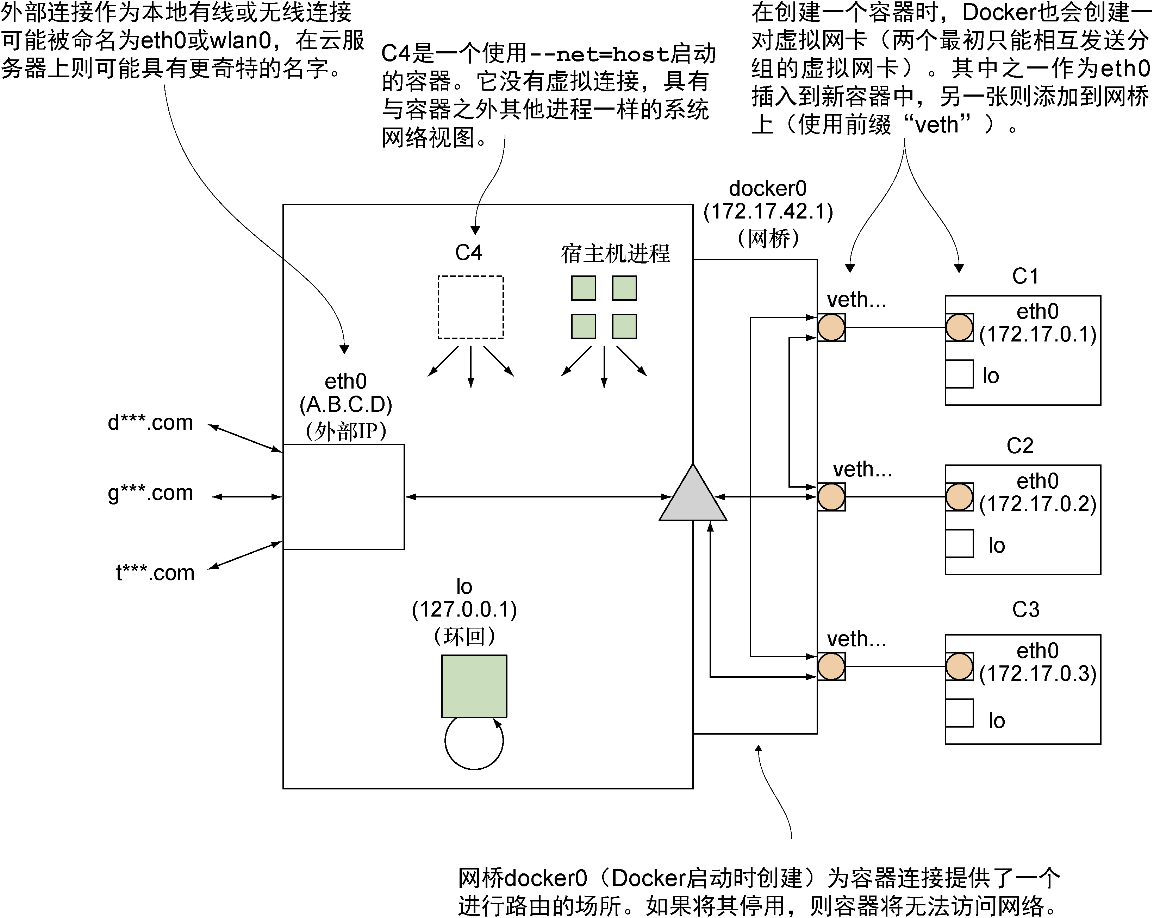 外部连接作为本地有线或无线连接
可能被命名为eth0或wlan0，在云服
务器上则可能具有更奇特的名字。
C4是一个使用--net=host启动
的容器。它没有虚拟连接，具有
与容器之外其他进程一样的系统
网络视图。
在创建一个容器时，Docker也会创建一
对虚拟网卡（两个最初只能相互发送分
组的虚拟网卡）。其中之一作为eth0
插入到新容器中，另一张则添加到网桥
上（使用前缀“veth”）。
docker0
(172.17.42.1)
（网桥）
C4
宿主机进程
veth...
C1
eth0
(172.17.0.1)
lo
eth0
(A.B.C.D)
（外部IP）
d***.com
g***.com
t***.com
veth...
C2
eth0
(172.17.0.2)
lo
lo
(127.0.0.1)
（环回）
veth...
C3
eth0
(172.17.0.3)
lo
网桥docker0（Docker启动时创建）为容器连接提供了一个
进行路由的场所。如果将其停用，则容器将无法访问网络。